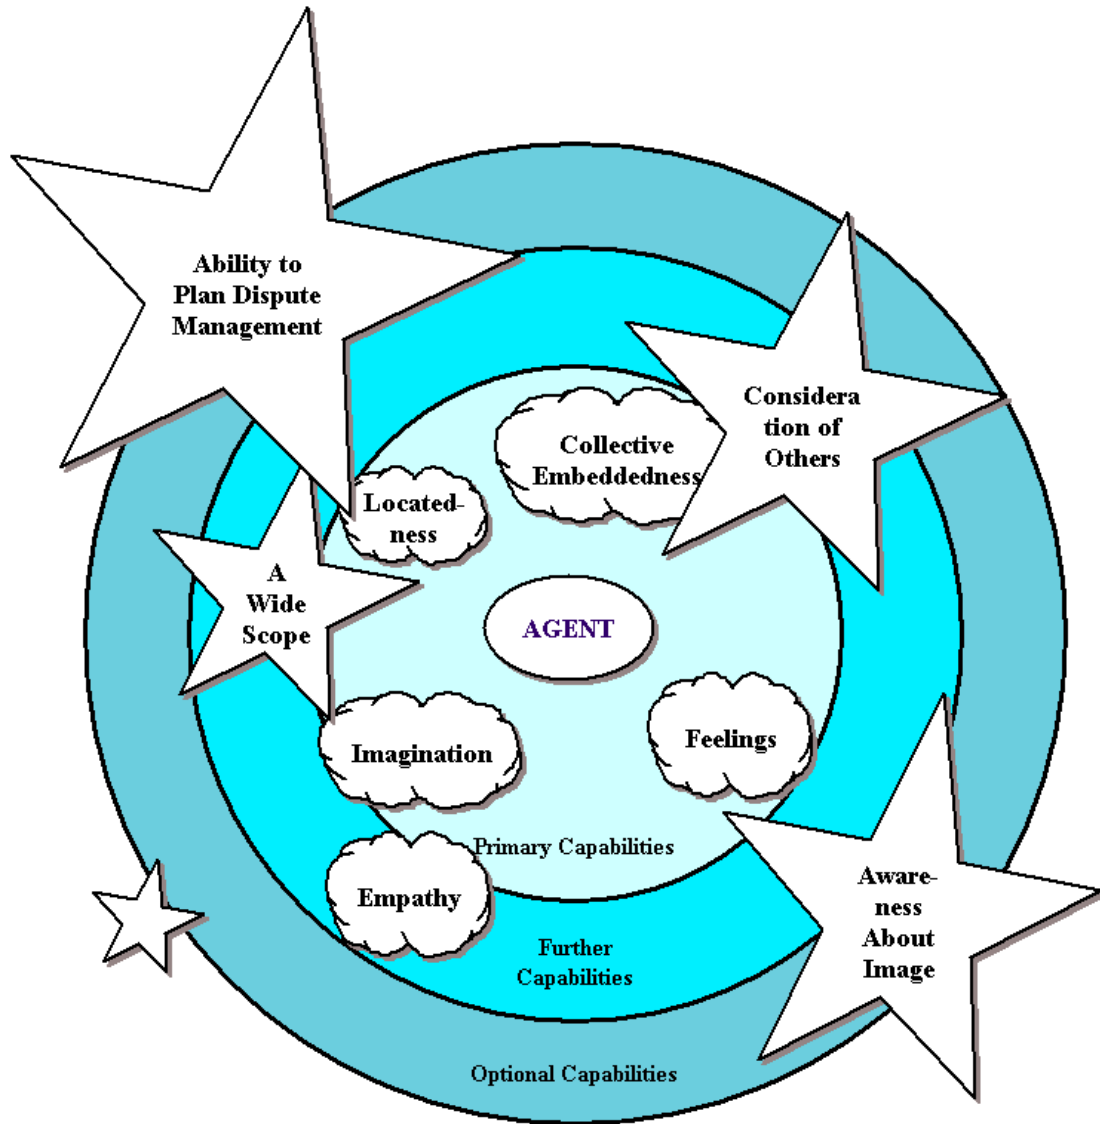 Ability to
Plan Dispute
Management
Considera
tion of
Others
Collective
Embeddedness
Located-
ness
A
Wide
Scope
AGENT
Imagination
Feelings
Primary Capabilities
Empathy
Aware-
ness
About
Image
Further
Capabilities
Optional Capabilities